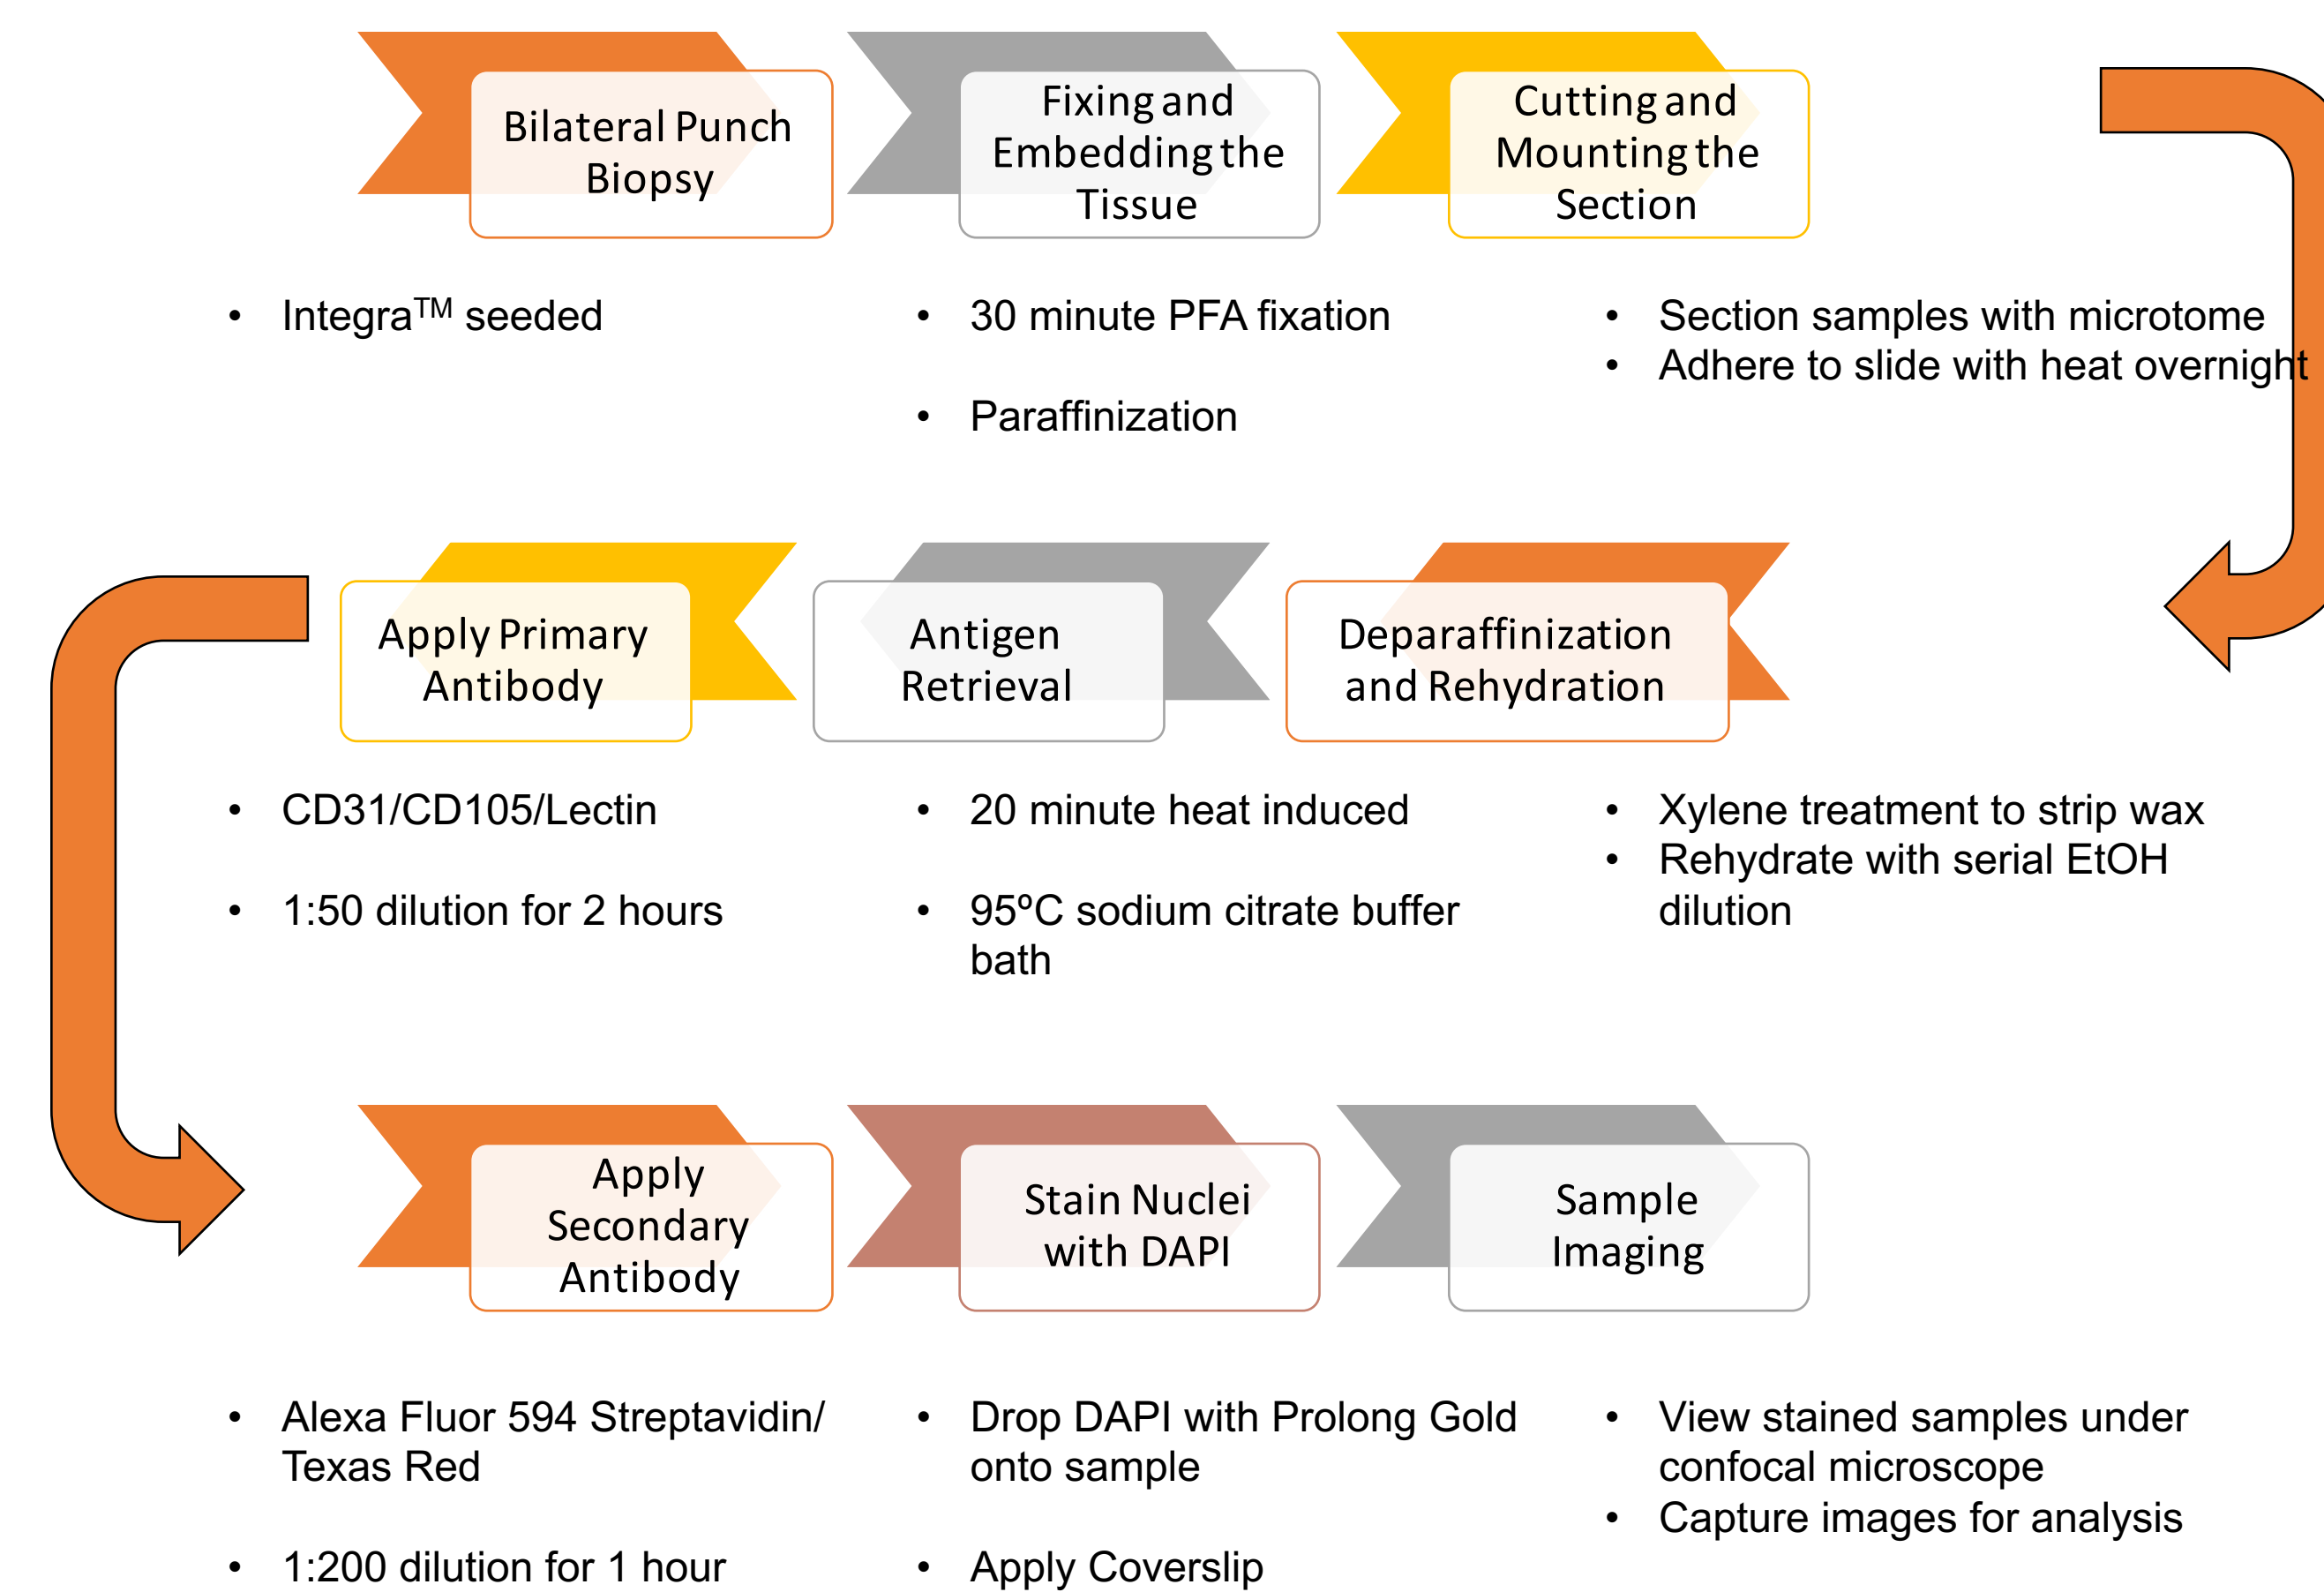 Bilateral Punch
Biopsy
Fixing and
Embedding the
Tissue
Cutting and
Mounting the
Section
• Integra™ seeded
• 30 minute PFA fixation
• Paraffinization
• Section samples with microtome
• Adhere to slide with heat overnight
Apply Primary
Antibody
Antigen
Retrieval
Deparaffinization
and Rehydration
• CD31/CD105/Lectin
• 1:50 dilution for 2 hours
• 20 minute heat induced
• 95ºC sodium citrate buffer
bath
• Xylene treatment to strip wax
• Rehydrate with serial EtOH
dilution
Apply
Secondary
Antibody
Stain Nuclei
with DAPI
Sample
Imaging
• Alexa Fluor 594 Streptavidin/
Texas Red
• 1:200 dilution for 1 hour
• Drop DAPI with Prolong Gold
onto sample
• Apply Coverslip
• View stained samples under
confocal microscope
• Capture images for analysis